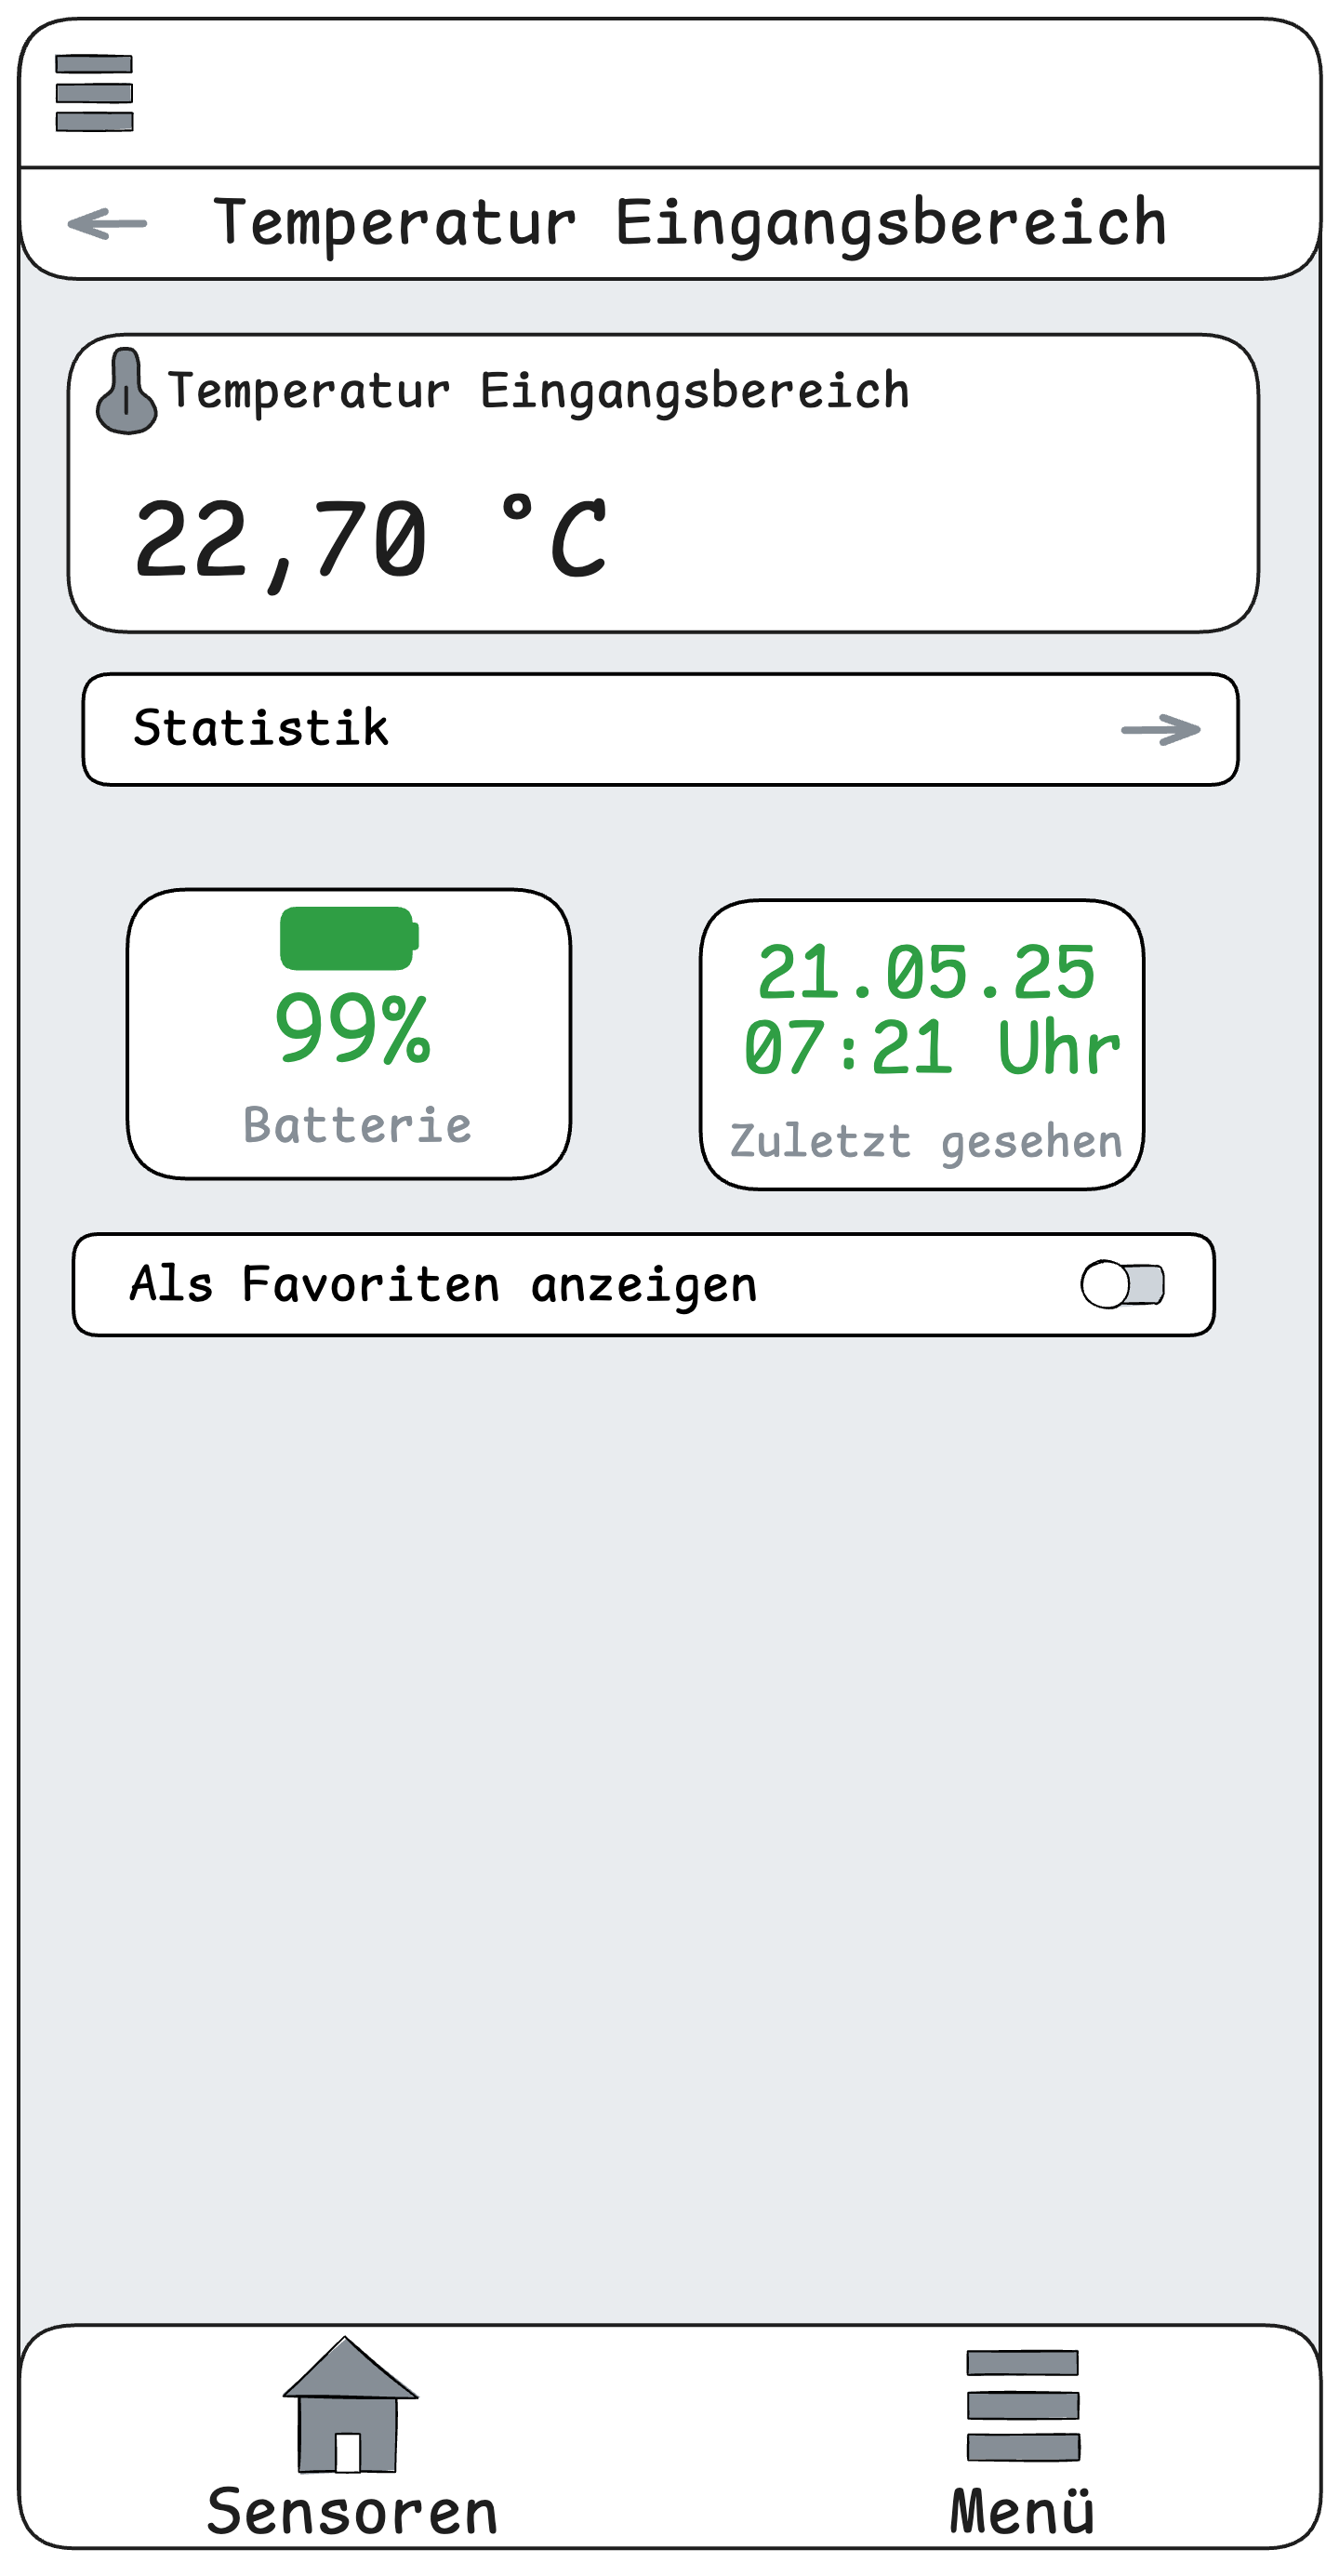 Temperatur Eingangsbereich
Temperatur Eingangsbereich
22,70 °C
Statistik
99%
Batterie
21.05.25
07:21 Uhr
Zuletzt gesehen
Als Favoriten anzeigen
Sensoren
Menü